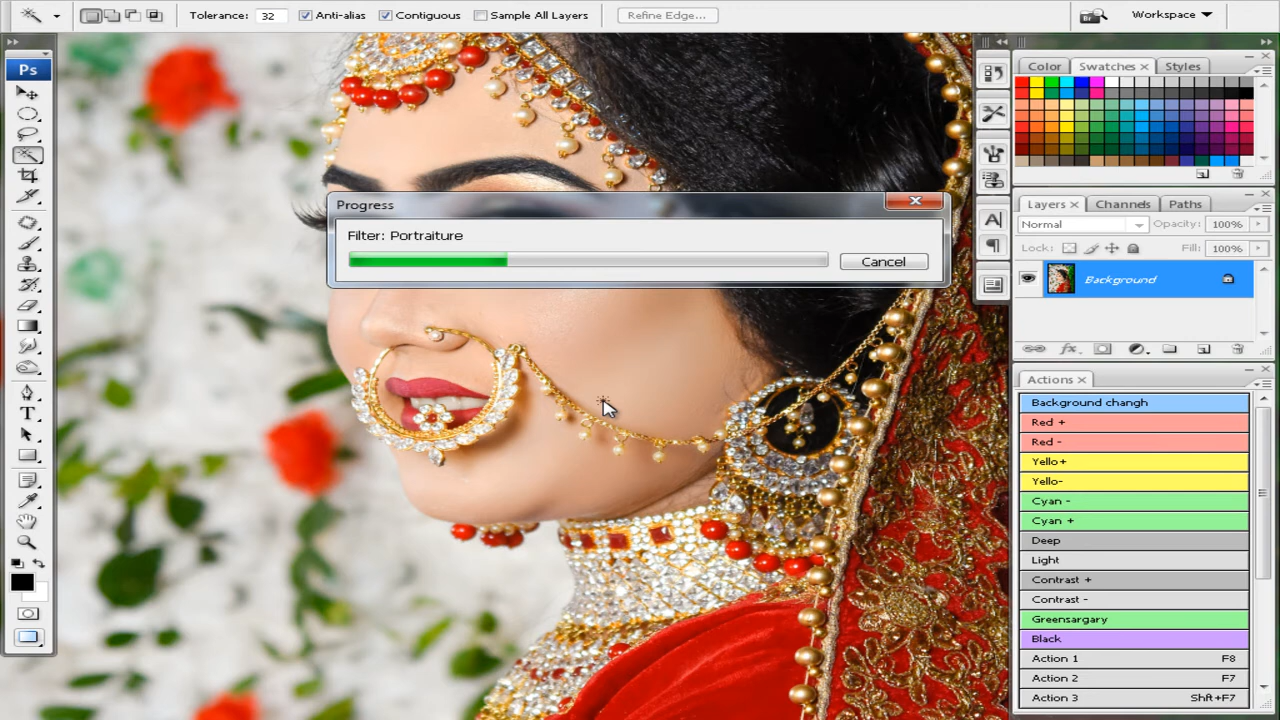 Tolerance: 32 Anti-alias Contiguous Sample All Layers Refine Edge... Br Workspace
Ps
Color Swatches × Styles
Progress
Filter: Portraiture
Cancel
Layers × Channels Paths
Normal Opacity: 100%
Lock: Fill: 100%
Background
Actions ×
Background changh
Red +
Red -
Yello+
Yello-
Cyan -
Cyan +
Deep
Light
Contrast +
Contrast -
Greensargary
Black
Action 1 F8
Action 2 F7
Action 3 Shft+F7